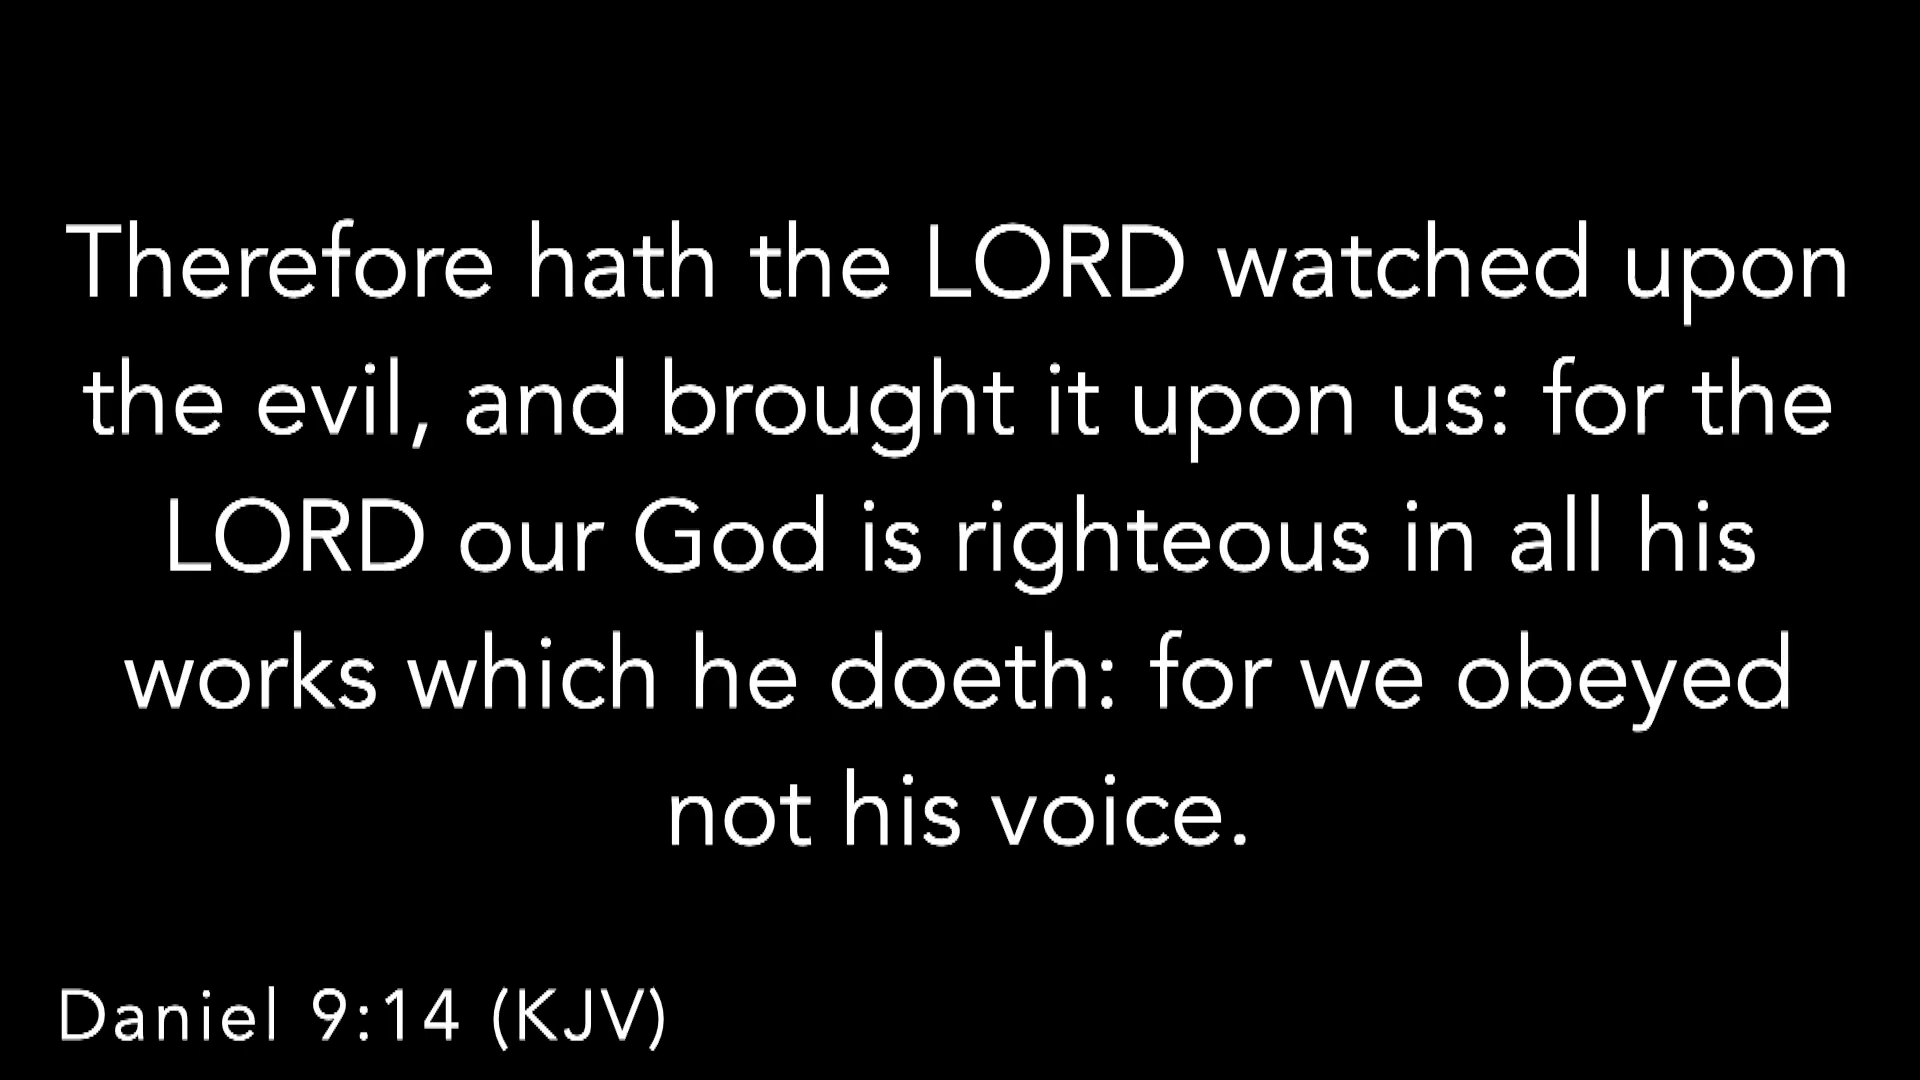 Therefore hath the LORD watched upon
the evil, and brought it upon us: for the
LORD our God is righteous in all his
works which he doeth: for we obeyed
not his voice.
Daniel 9:14 (KJV)